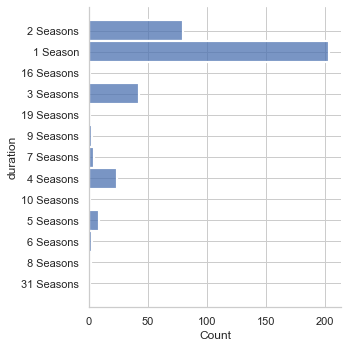 2 Seasons
1 Season
16 Seasons
3 Seasons
19 Seasons
9 Seasons
7 Seasons
4 Seasons
10 Seasons
5 Seasons
6 Seasons
8 Seasons
31 Seasons
duration
0 50 100 150 200
Count